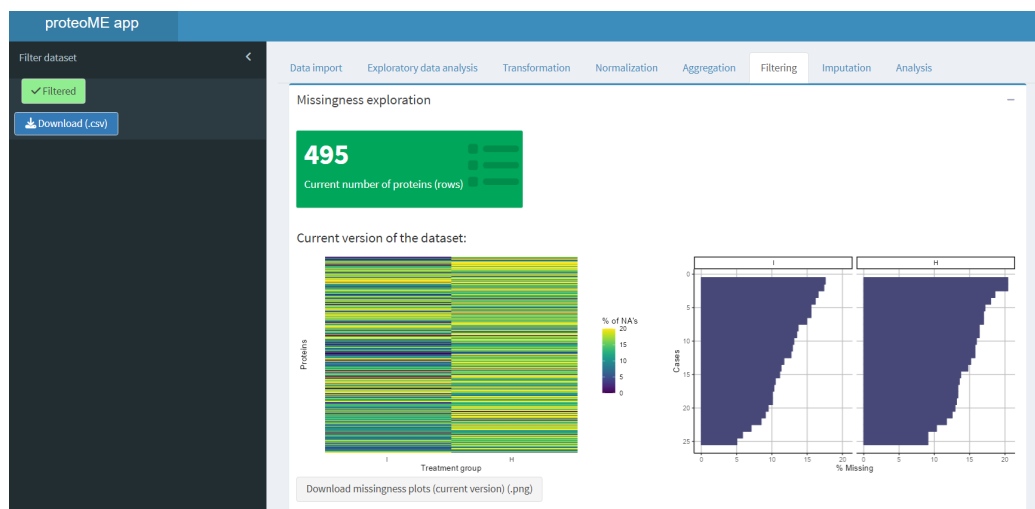 proteoME app
Filter dataset
Filtered
Download (.csv)
Data import Exploratory data analysis Transformation Normalization Aggregation Filtering Imputation Analysis
Missingness exploration
495
Current number of proteins (rows)
Current version of the dataset:
Proteins
I H
Treatment group
% of NA's
20
15
10
5
0
I H
Cases
0
5
10
15
20
25
0 5 10 15 20 0 5 10 15 20
% Missing
Download missingness plots (current version) (.png)